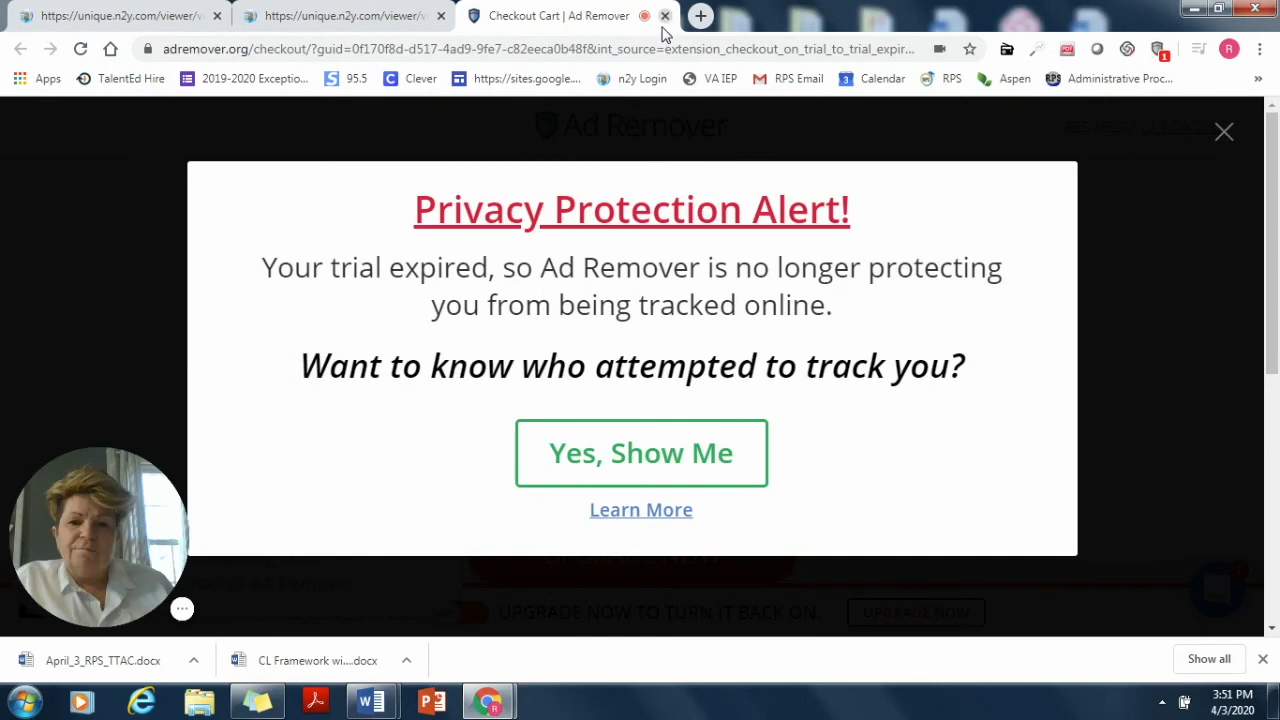 https://unique.n2y.com/viewer/v
https://unique.n2y.com/viewer/
Checkout Cart | Ad Remover
adremover.org/checkout/?guid=0f170f8d-d517-4ad9-9fe7-c82eeca0b48f&int_source=extension_checkout_on_trial_to_trial_expir...
1
R
Apps
TalentEd Hire
2019-2020 Exceptio...
95.5
Clever
https://sites.google....
n2y Login
VA IEP
RPS Email
Calendar
RPS
Aspen
Administrative Proc...
»
Ad Remover
Privacy Protection Alert!
Your trial expired, so Ad Remover is no longer protecting
you from being tracked online.
Want to know who attempted to track you?
Yes, Show Me
Learn More
UPGRADE NOW TO TURN IT BACK ON.
UPGRADE NOW
April_3_RPS_TTAC.docx
CL Framework wi....docx
Show all
3:51 PM
4/3/2020